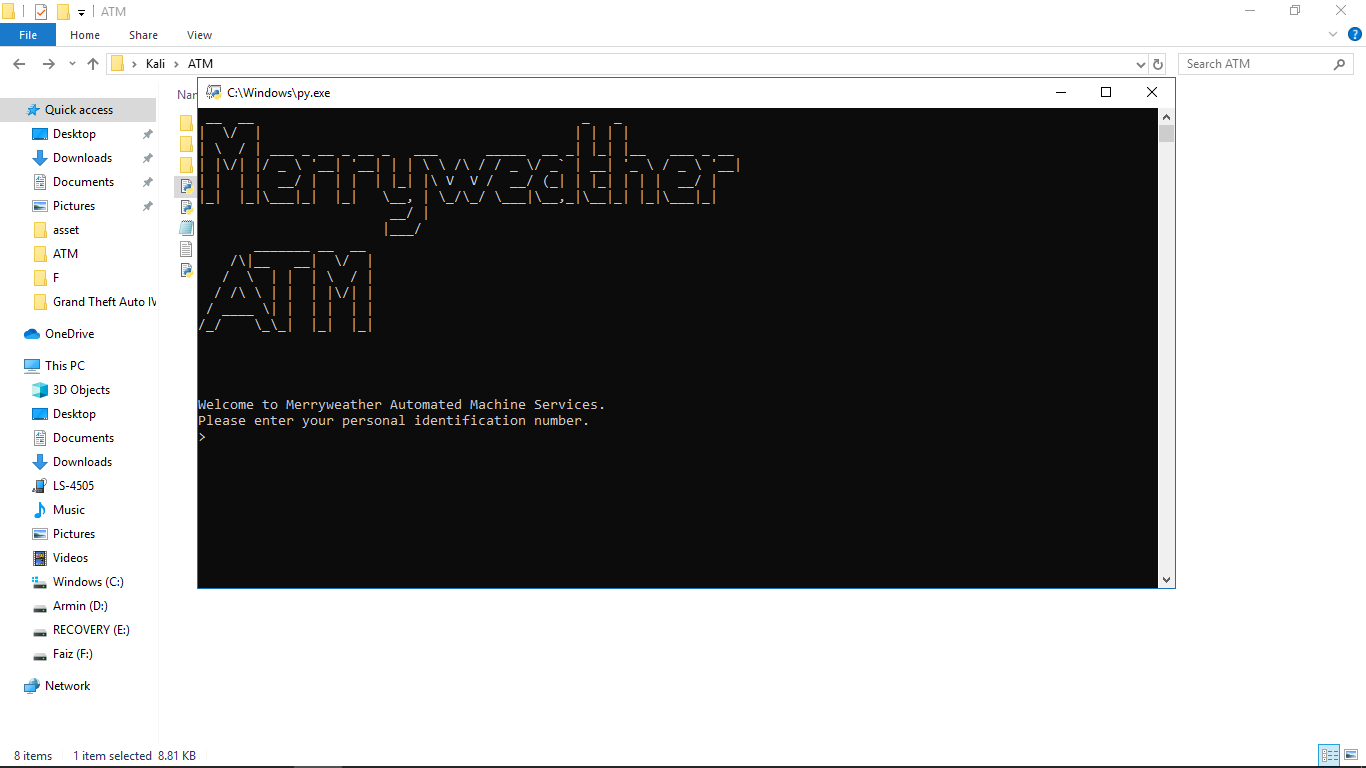 ATM
File Home Share View
Kali ATM
Search ATM
Nar
C:\Windows\py.exe
Quick access
Desktop
Downloads
Documents
Pictures
asset
ATM
F
Grand Theft Auto IV
OneDrive
This PC
3D Objects
Desktop
Documents
Downloads
LS-4505
Music
Pictures
Videos
Windows (C:)
Armin (D:)
RECOVERY (E:)
Faiz (F:)
Network
Merryweather
ATM
Welcome to Merryweather Automated Machine Services.
Please enter your personal identification number.
>
8 items 1 item selected 8.81 KB